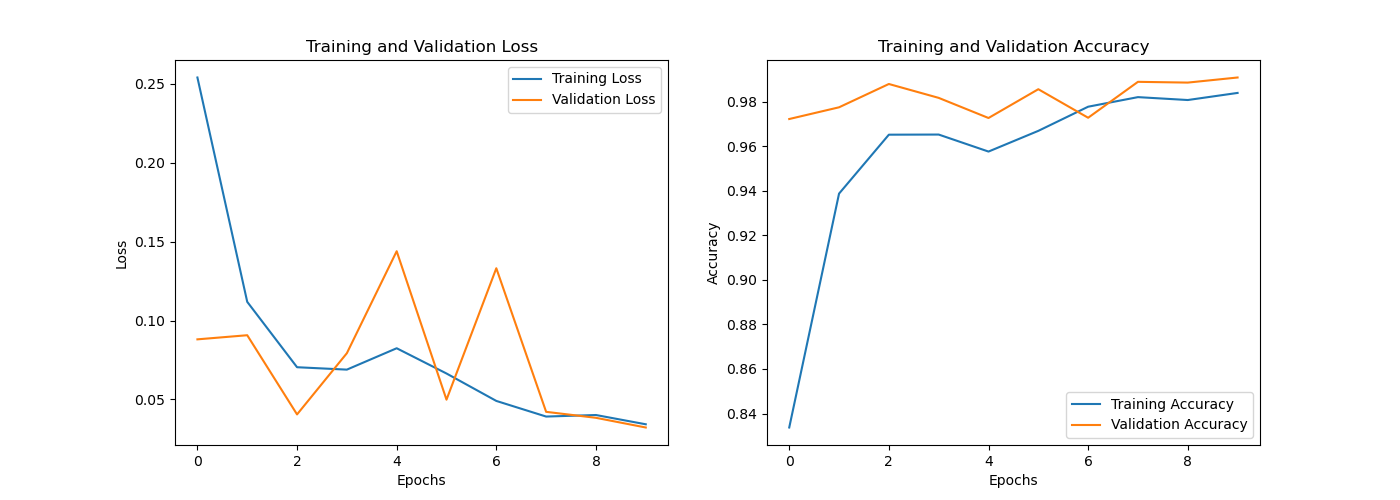 Training and Validation Loss
0.25
0.20
0.15
0.10
0.05
Loss
0 2 4 6 8
Epochs
Training Loss
Validation Loss
Training and Validation Accuracy
0.98
0.96
0.94
0.92
0.90
0.88
0.86
0.84
Accuracy
0 2 4 6 8
Epochs
Training Accuracy
Validation Accuracy